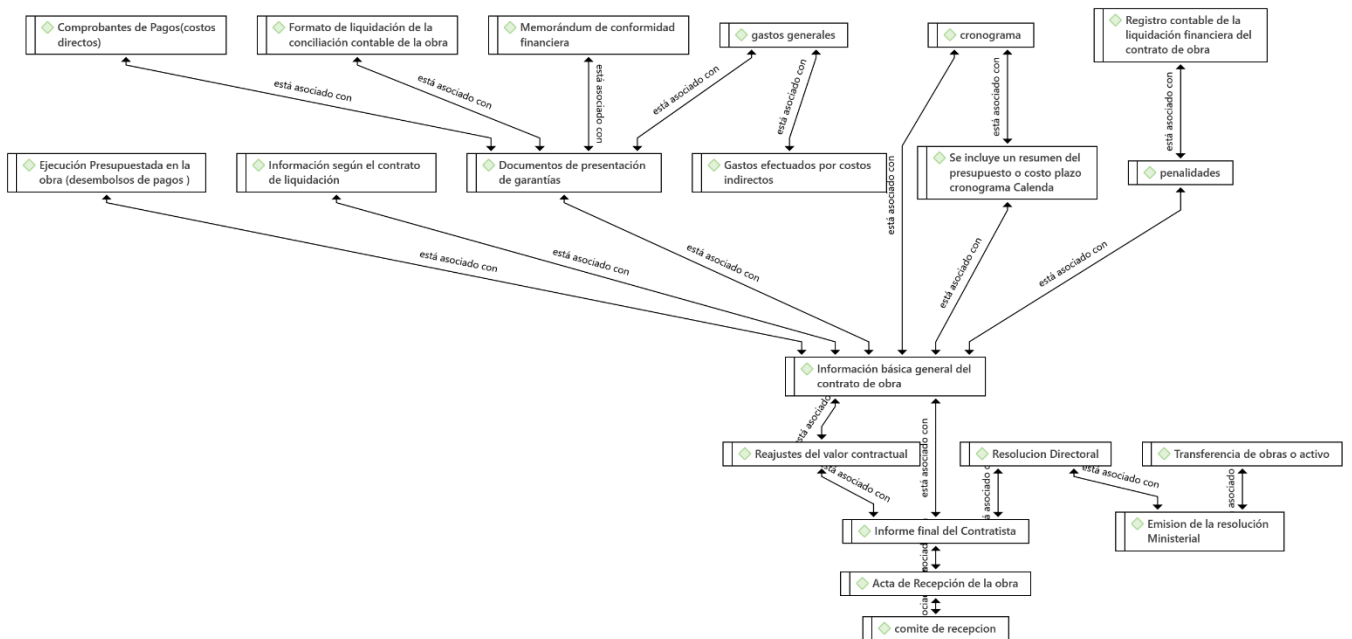 Comprobantes de Pagos(costos
directos)
Formato de liquidación de la
conciliación contable de la obra
Memorándum de conformidad
financiera
gastos generales
cronograma
Registro contable de la
liquidación financiera del
contrato de obra
está asociado con
está asociado con
está asociado con
está asociado con
está asociado con
está asociado con
está asociado con
Ejecución Presupuestada en la
obra (desembolsos de pagos )
Información según el contrato
de liquidación
Documentos de presentación de
garantías
Gastos efectuados por costos
indirectos
Se incluye un resumen del
presupuesto o costo plazo
cronograma Calenda
penalidades
está asociado con
está asociado con
está asociado con
está asociado con
está asociado con
está asociado con
Información básica general del
contrato de obra
está asociado
está asociado con
Reajustes del valor contractual
Resolucion Directoral
Transferencia de obras o activo
está asociado con
está asociado
está asociado con
asociado
Informe final del Contratista
Emision de la resolución
Ministerial
Acta de Recepción de la obra
comite de recepcion